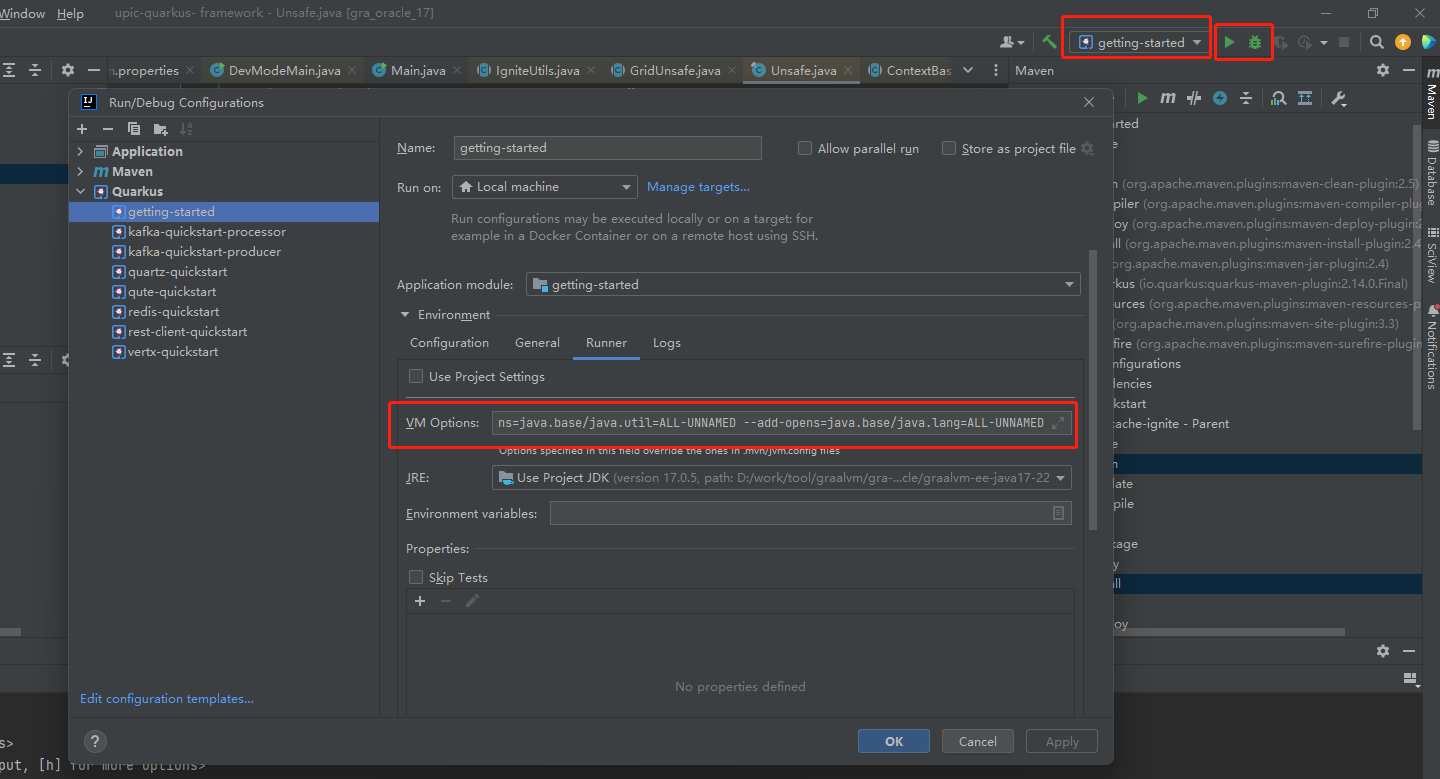 Window Help upic-quarkus- framework - Unsafe.java [gra_oracle_17]
getting-started
n.properties DevModeMain.java Main.java IgniteUtils.java GridUnsafe.java Unsafe.java ContextBas Maven
Run/Debug Configurations
Application
Maven
Quarkus
getting-started
kafka-quickstart-processor
kafka-quickstart-producer
quartz-quickstart
qute-quickstart
redis-quickstart
rest-client-quickstart
vertx-quickstart
Edit configuration templates...
Name: getting-started
Allow parallel run
Store as project file
Run on: Local machine Manage targets...
Run configurations may be executed locally or on a target: for
example in a Docker Container or on a remote host using SSH.
Application module: getting-started
Environment
Configuration General Runner Logs
Use Project Settings
VM Options: ns=java.base/java.util=ALL-UNNAMED --add-opens=java.base/java.lang=ALL-UNNAMED
Options specified in this field override the ones in .mvn/jvm.config files
JRE: Use Project JDK (version 17.0.5, path: D:/work/tool/graalvm/gra-...cle/graalvm-ee-java17-22
Environment variables:
Properties:
Skip Tests
No properties defined
? OK Cancel Apply
rted
e
n (org.apache.maven.plugins:maven-clean-plugin:2.5)
piler (org.apache.maven.plugins:maven-compiler-plu
oy (org.apache.maven.plugins:maven-deploy-plugin:2
all (org.apache.maven.plugins:maven-install-plugin:2.4
(org.apache.maven.plugins:maven-jar-plugin:2.4)
rkus (io.quarkus:quarkus-maven-plugin:2.14.0.Final)
ources (org.apache.maven.plugins:maven-resources-p
(org.apache.maven.plugins:maven-site-plugin:3.3)
fire (org.apache.maven.plugins:maven-surefire-plugin
nfigurations
dencies
kstart
cache-ignite - Parent
e
n
date
pile
kage
y
all
oy
Maven
Database
SciView
Notifications
s>
put, [h] for more options>